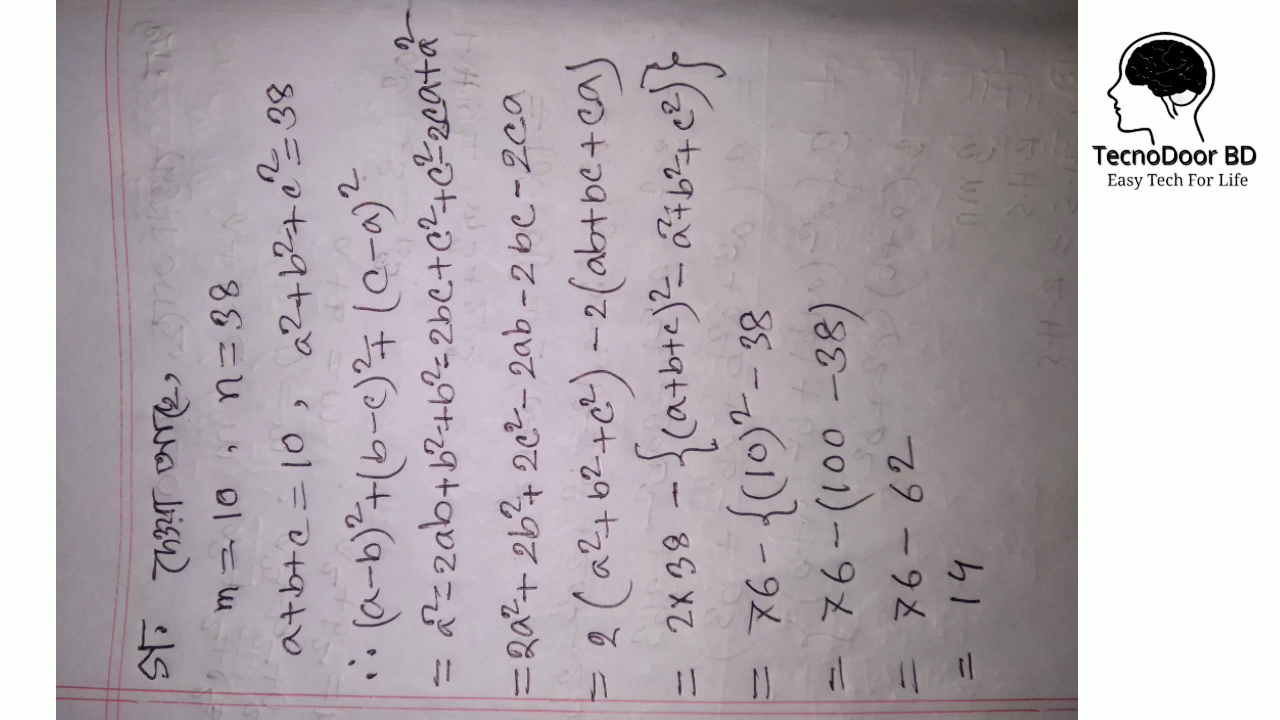 গ. দেওয়া আছে,
m=10, n=38
a+b+c=10, a²+b²+c²=38
∴ (a-b)²+(b-c)²+(c-a)²
= a²-2ab+b²+b²-2bc+c²+c²-2ca+a²
=2a²+2b²+2c²-2ab-2bc-2ca
= 2(a²+b²+c²)-2(ab+bc+ca)
= 2×38 -{(a+b+c)²-a²+b²+c²)}
= 76-{(10)²-38
= 76-(100-38)
= 76-62
= 14
TecnoDoor BD
Easy Tech For Life